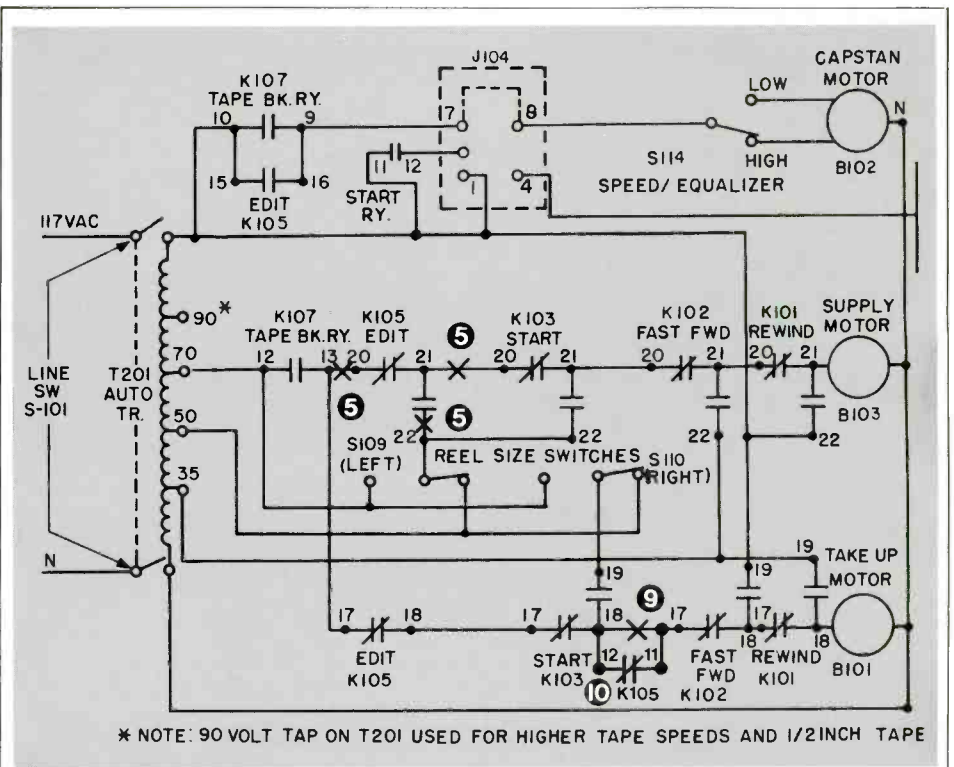 J104
CAPSTAN
MOTOR
K107
TAPE BK. RY.
LOW
10 9
7 8
N
15 16
EDIT
K105
11 12
START
RY.
1 4
S114
HIGH
SPEED/EQUALIZER
B102
117VAC
90*
K107
TAPE BK. RY.
K105
EDIT
5
K103
START
K102
FAST FWD
K101
REWIND
SUPPLY
MOTOR
70
12 13 20 21 20 21 20 21 20 21
LINE
SW
S-101
T201
AUTO
TR.
5
5
B103
50
22 22 22 22
S109
(LEFT)
REEL SIZE SWITCHES
S110
(RIGHT)
35
N
19 19 19
TAKE UP
MOTOR
9
17 18 17 18 17 18 17 18
EDIT
K105
START
K103
12 11
10
K105
FAST
FWD
K102
REWIND
K101
B101
* NOTE: 90 VOLT TAP ON T201 USED FOR HIGHER TAPE SPEEDS AND 1/2 INCH TAPE